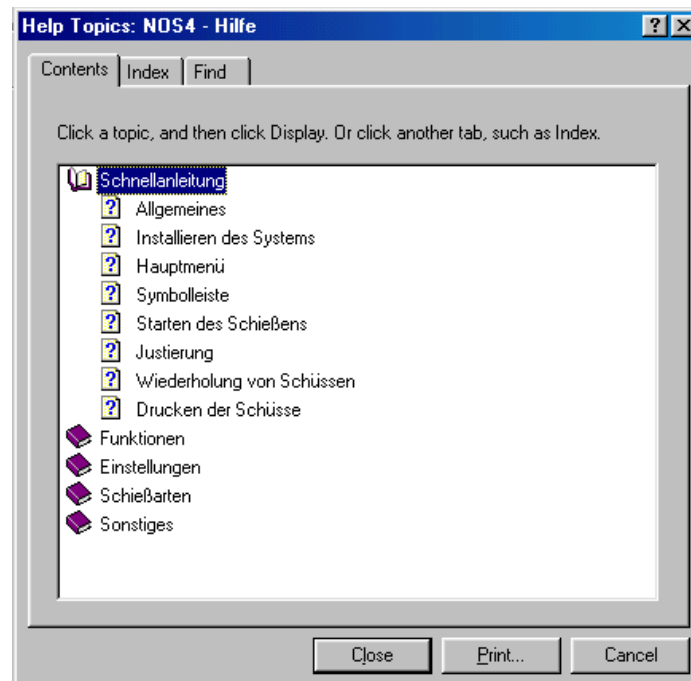 Help Topics: NOS4 - Hilfe
Contents Index Find
Click a topic, and then click Display. Or click another tab, such as Index.
Schnellanleitung
Allgemeines
Installieren des Systems
Hauptmenü
Symbolleiste
Starten des Schießens
Justierung
Wiederholung von Schüssen
Drucken der Schüsse
Funktionen
Einstellungen
Schießarten
Sonstiges
Close Print... Cancel